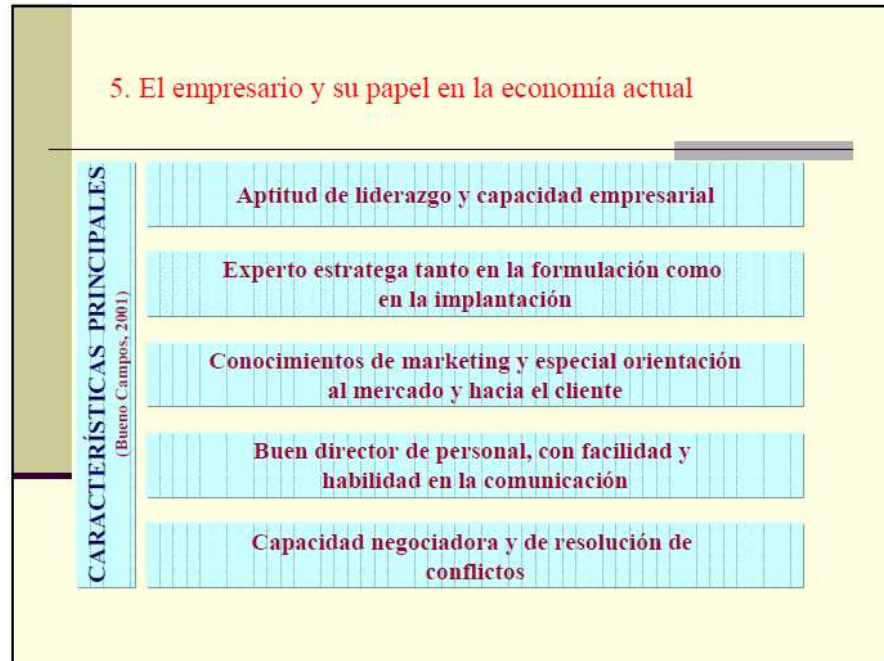 5. El empresario y su papel en la economía actual
CARACTERÍSTICAS PRINCIPALES
(Bueno Campos, 2001)
Aptitud de liderazgo y capacidad empresarial
Experto estratega tanto en la formulación como
en la implantación
Conocimientos de marketing y especial orientación
al mercado y hacia el cliente
Buen director de personal, con facilidad y
habilidad en la comunicación
Capacidad negociadora y de resolución de
conflictos